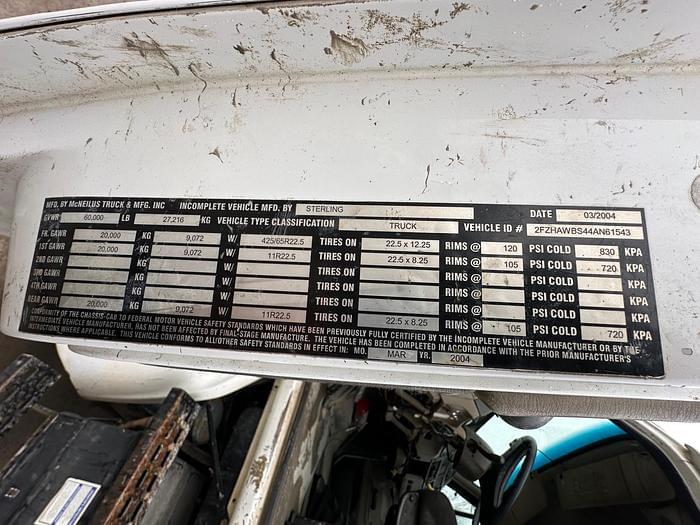 MFD. BY McNEILUS TRUCK & MFG. INC INCOMPLETE VEHICLE MFD. BY STERLING DATE 03/2004
GVWR 60,000 LB 27,216 KG VEHICLE TYPE CLASSIFICATION TRUCK VEHICLE ID # 2FZHAWBS44AN61543
FR. GAWR 20,000 KG 9,072 W/ 425/65R22.5 TIRES ON 22.5 x 12.25 RIMS @ 120 PSI COLD 830 KPA
1ST GAWR 20,000 KG 9,072 W/ 11R22.5 TIRES ON 22.5 x 8.25 RIMS @ 105 PSI COLD 720 KPA
2ND GAWR KG W/ TIRES ON RIMS @ PSI COLD KPA
3RD GAWR KG W/ TIRES ON RIMS @ PSI COLD KPA
4TH GAWR KG W/ TIRES ON RIMS @ PSI COLD KPA
REAR GAWR 20,000 KG 9,072 W/ 11R22.5 TIRES ON 22.5 x 8.25 RIMS @ 105 PSI COLD 720 KPA
CONFORMITY OF THE CHASSIS-CAB TO FEDERAL MOTOR VEHICLE SAFETY STANDARDS WHICH HAVE BEEN PREVIOUSLY FULLY CERTIFIED BY THE INCOMPLETE VEHICLE MANUFACTURER OR BY THE
VEHICLE MANUFACTURER, HAS NOT BEEN AFFECTED BY FINAL-STAGE MANUFACTURE. THE VEHICLE HAS BEEN COMPLETED IN ACCORDANCE WITH THE PRIOR MANUFACTURER'S
INSTRUCTIONS WHERE APPLICABLE. THIS VEHICLE CONFORMS TO ALL/OTHER SAFETY STANDARDS IN EFFECT IN: MO. MAR YR. 2004